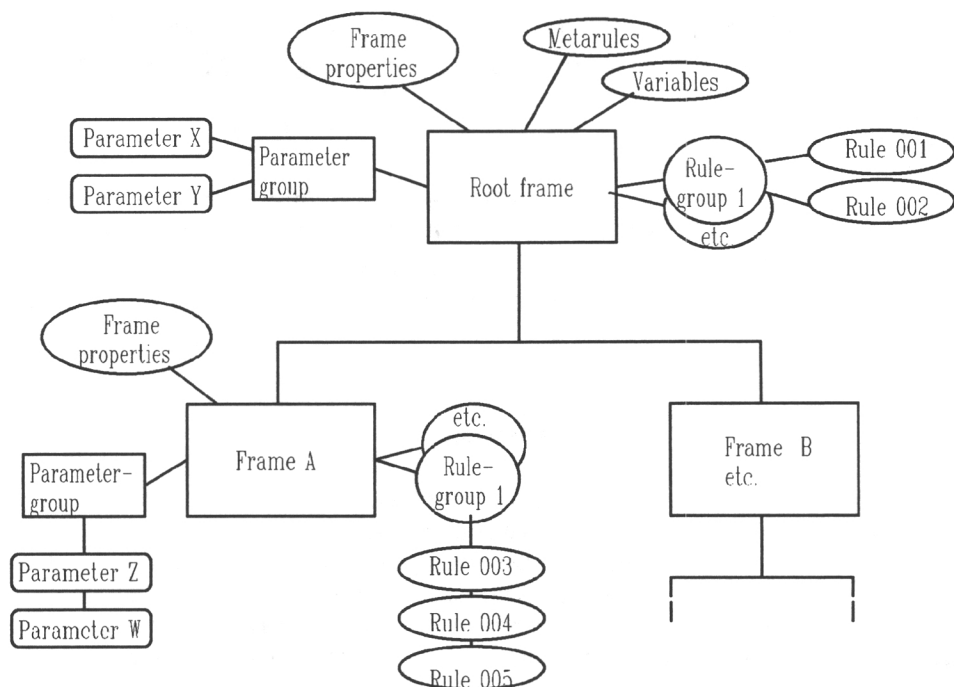 Frame
properties
Metarules
Variables
Parameter X
Parameter Y
Parameter
group
Root frame
Rule-
group 1
etc
Rule 001
Rule 002
Frame
properties
Frame A
etc.
Rule-
group 1
Frame B
etc.
Parameter-
group
Parameter Z
Parameter W
Rule 003
Rule 004
Rule 005